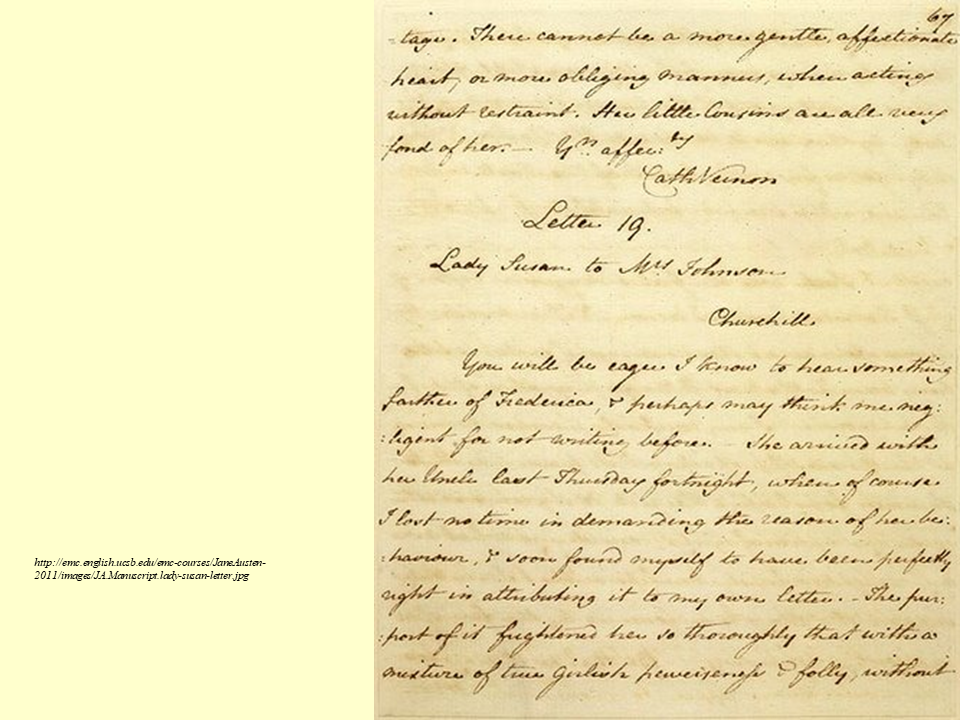 67
:tage. There cannot be a more gentle, affectionate
heart, or more obliging manners, when acting
without restraint. Her little Cousins are all very
fond of her. — Yrs. affec:tly
Cath Vernon
Letter 19.
Lady Susan to Mrs Johnson
Churchill.
You will be eager I know to hear something
farther of Frederica, & perhaps may think me neg:
:ligent for not writing before. — She arrived with
her Uncle last Thursday fortnight, when of course
I lost no time in demanding the reason of her be:
:haviour, & soon found myself to have been perfectly
right in attributing it to my own letter. — The pur:
:port of it frightened her so thoroughly that with a
mixture of true girlish perverseness & folly, without
http://emc.english.ucsb.edu/emc-courses/JaneAusten-
2011/images/JA.Manuscript.lady-susan-letter.jpg